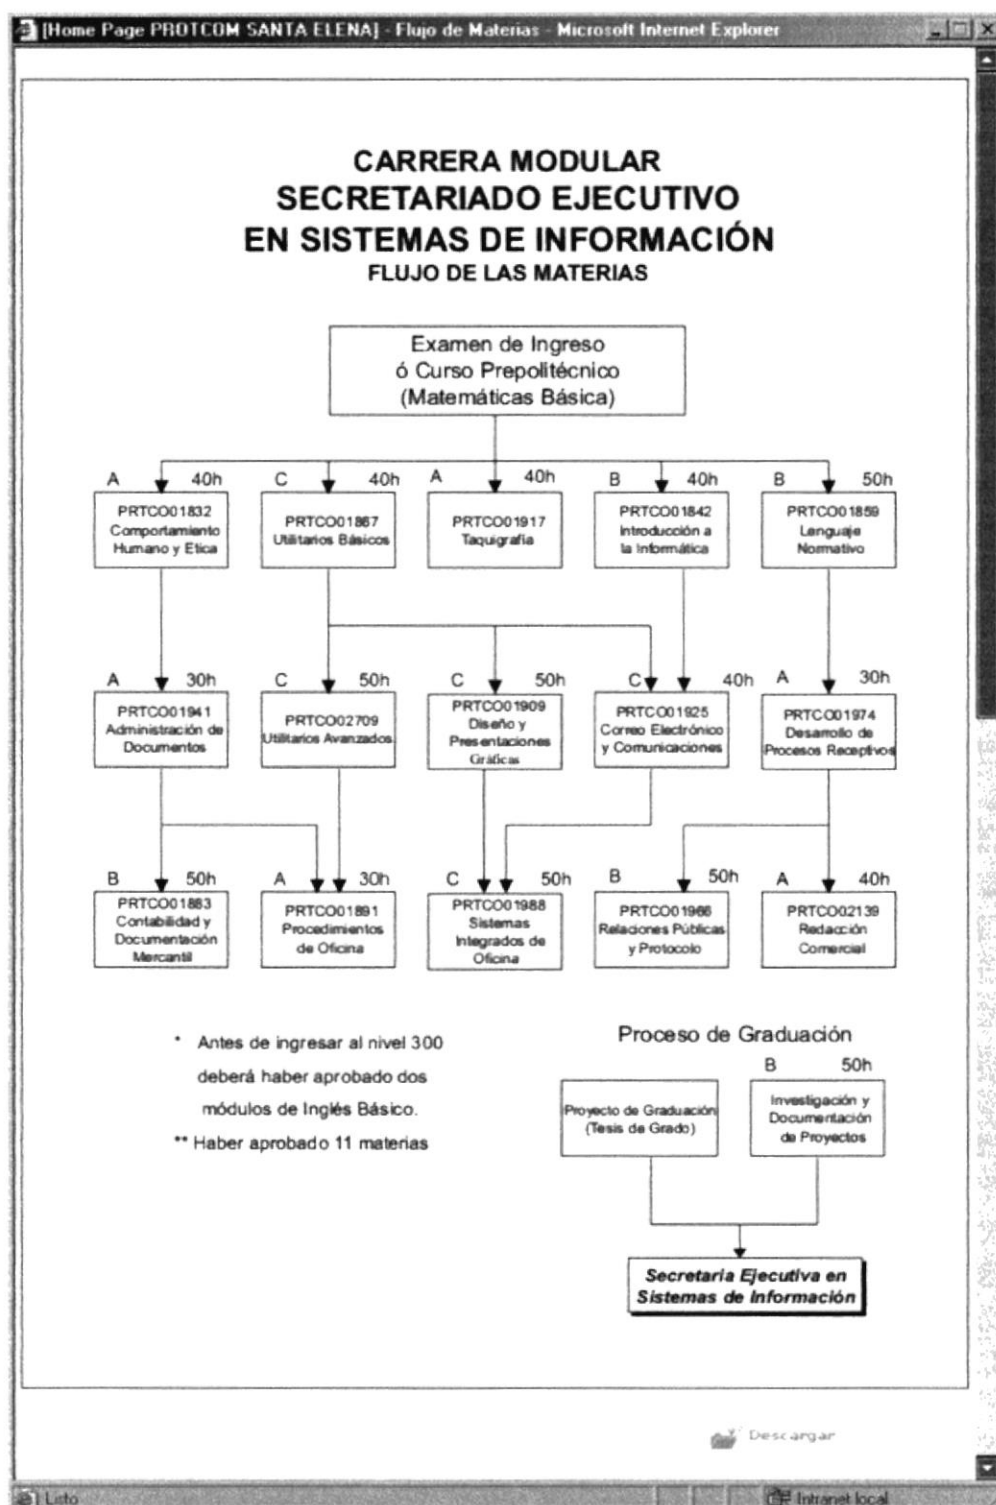 [Home Page PROTCOM SANTA ELENA] - Flujo de Materias - Microsoft Internet Explorer
CARRERA MODULAR
SECRETARIADO EJECUTIVO
EN SISTEMAS DE INFORMACIÓN
FLUJO DE LAS MATERIAS
Examen de Ingreso
ó Curso Prepolitécnico
(Matemáticas Básica)
A 40h
PRTCO01832
Comportamiento
Humano y Etica
C 40h
PRTCO01867
Utilitarios Básicos
A 40h
PRTCO01917
Taquigrafía
B 40h
PRTCO01842
Introducción a
la Informática
B 50h
PRTCO01859
Lenguaje
Normativo
A 30h
PRTCO01941
Administración de
Documentos
C 50h
PRTCO02709
Utilitarios Avanzados
C 50h
PRTCO01909
Diseño y
Presentaciones
Gráficas
C 40h
PRTCO01925
Correo Electrónico
y Comunicaciones
A 30h
PRTCO01974
Desarrollo de
Procesos Receptivos
B 50h
PRTCO01883
Contabilidad y
Documentación
Mercantil
A 30h
PRTCO01891
Procedimientos
de Oficina
C 50h
PRTCO01988
Sistemas
Integrados de
Oficina
B 50h
PRTCO01966
Relaciones Públicas
y Protocolo
A 40h
PRTCO02139
Redacción
Comercial
* Antes de ingresar al nivel 300
deberá haber aprobado dos
módulos de Inglés Básico.
** Haber aprobado 11 materias
Proceso de Graduación
Proyecto de Graduación
(Tesis de Grado)
B 50h
Investigación y
Documentación
de Proyectos
Secretaria Ejecutiva en
Sistemas de Información
Descargar
Listo
Intranet local